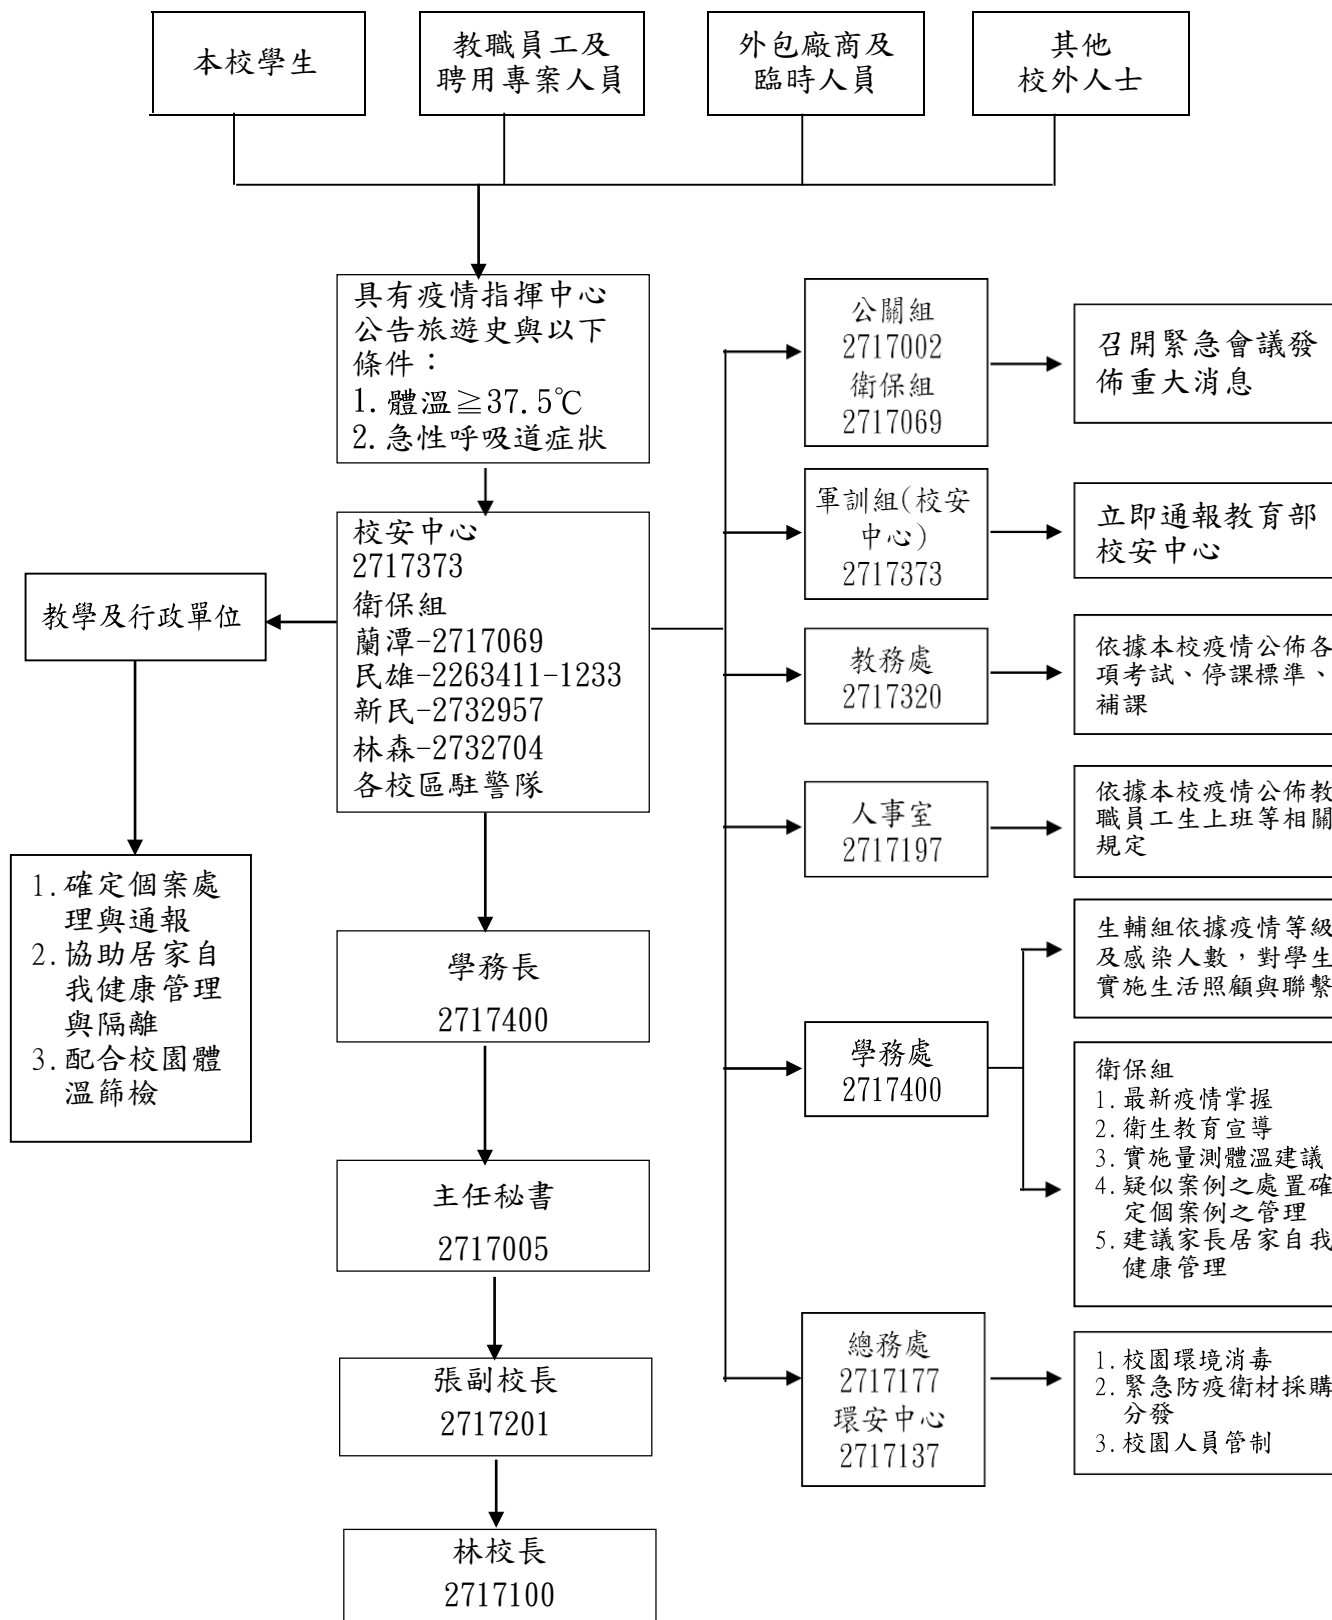 本校學生
教職員工及
聘用專案人員
外包廠商及
臨時人員
其他
校外人士
具有疫情指揮中心
公告旅遊史與以下
條件：
1.體溫≧37.5℃
2.急性呼吸道症狀
校安中心
2717373
衛保組
蘭潭-2717069
民雄-2263411-1233
新民-2732957
林森-2732704
各校區駐警隊
教學及行政單位
1.確定個案處
理與通報
2.協助居家自
我健康管理
與隔離
3.配合校園體
溫篩檢
學務長
2717400
主任秘書
2717005
張副校長
2717201
林校長
2717100
公關組
2717002
衛保組
2717069
召開緊急會議發
佈重大消息
軍訓組(校安
中心)
2717373
立即通報教育部
校安中心
教務處
2717320
依據本校疫情公佈各
項考試、停課標準、
補課
人事室
2717197
依據本校疫情公佈教
職員工生上班等相關
規定
學務處
2717400
生輔組依據疫情等級
及感染人數，對學生
實施生活照顧與聯繫
衛保組
1.最新疫情掌握
2.衛生教育宣導
3.實施量測體溫建議
4.疑似案例之處置確
定個案例之管理
5.建議家長居家自我
健康管理
總務處
2717177
環安中心
2717137
1.校園環境消毒
2.緊急防疫衛材採購
分發
3.校園人員管制